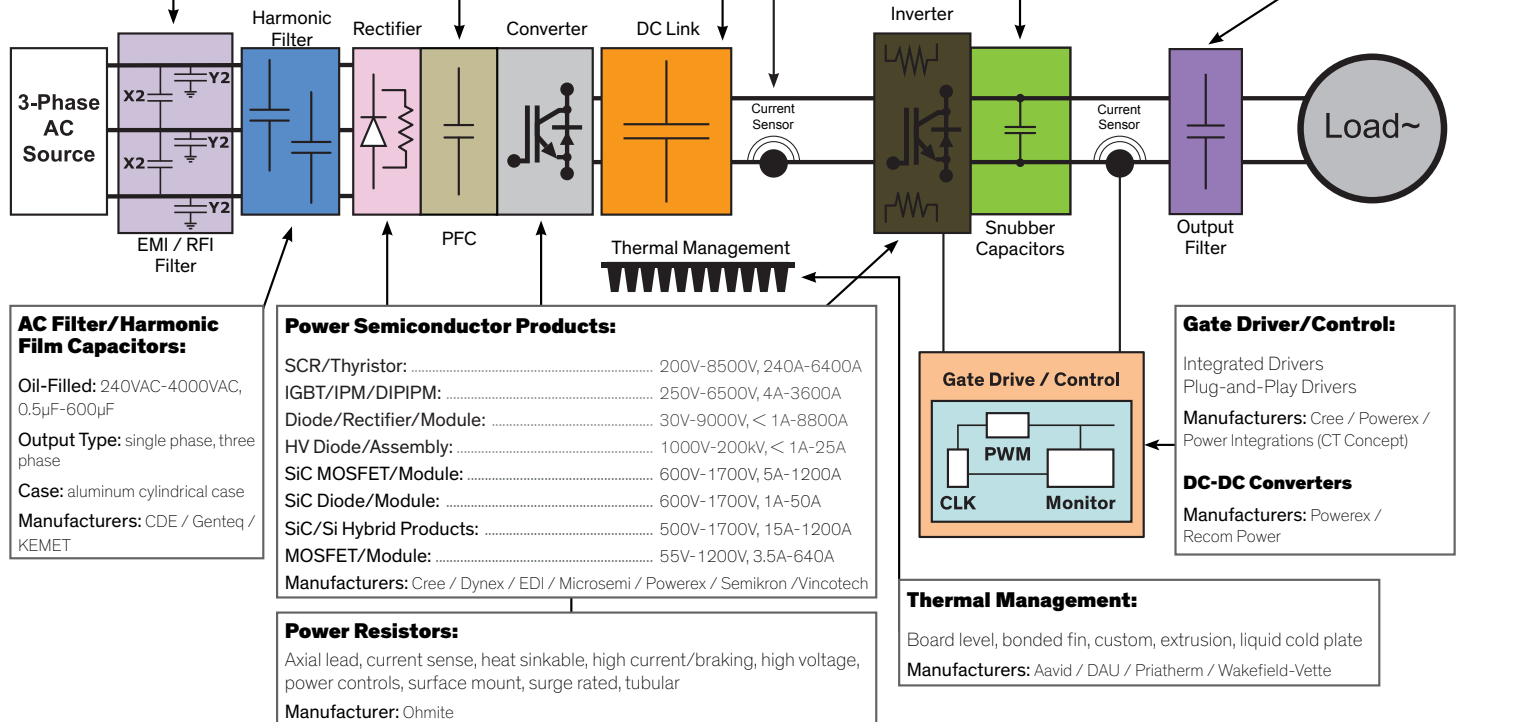 Harmonic
Filter
Rectifier
Converter
DC Link
Inverter
3-Phase
AC
Source
X2
X2
Y2
Y2
Y2
Current
Sensor
Current
Sensor
Load~
EMI / RFI
Filter
PFC
Thermal Management
Snubber
Capacitors
Output
Filter
AC Filter/Harmonic
Film Capacitors:
Oil-Filled: 240VAC-4000VAC,
0.5µF-600µF
Output Type: single phase, three
phase
Case: aluminum cylindrical case
Manufacturers: CDE / Genteq /
KEMET
Power Semiconductor Products:
SCR/Thyristor: ........ 200V-8500V, 240A-6400A
IGBT/IPM/DIPIPM: ........ 250V-6500V, 4A-3600A
Diode/Rectifier/Module: ........ 30V-9000V, < 1A-8800A
HV Diode/Assembly: ........ 1000V-200kV, < 1A-25A
SiC MOSFET/Module: ........ 600V-1700V, 5A-1200A
SiC Diode/Module: ........ 600V-1700V, 1A-50A
SiC/Si Hybrid Products: ........ 500V-1700V, 15A-1200A
MOSFET/Module: ........ 55V-1200V, 3.5A-640A
Manufacturers: Cree / Dynex / EDI / Microsemi / Powerex / Semikron /Vincotech
Power Resistors:
Axial lead, current sense, heat sinkable, high current/braking, high voltage,
power controls, surface mount, surge rated, tubular
Manufacturer: Ohmite
Gate Drive / Control
PWM
CLK
Monitor
Gate Driver/Control:
Integrated Drivers
Plug-and-Play Drivers
Manufacturers: Cree / Powerex /
Power Integrations (CT Concept)
DC-DC Converters
Manufacturers: Powerex /
Recom Power
Thermal Management:
Board level, bonded fin, custom, extrusion, liquid cold plate
Manufacturers: Aavid / DAU / Priatherm / Wakefield-Vette